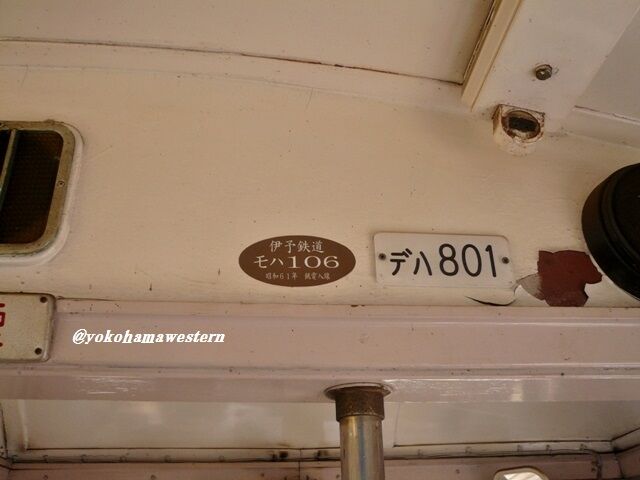 伊予鉄道
モハ106
昭和61年 銚電入線
デハ801
@yokohamawestern